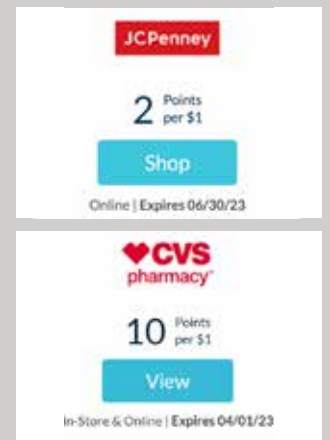 JCPenney
2 Points per $1
Shop
Online | Expires 06/30/23
CVS
pharmacy
10 Points per $1
View
In-Store & Online | Expires 04/01/23